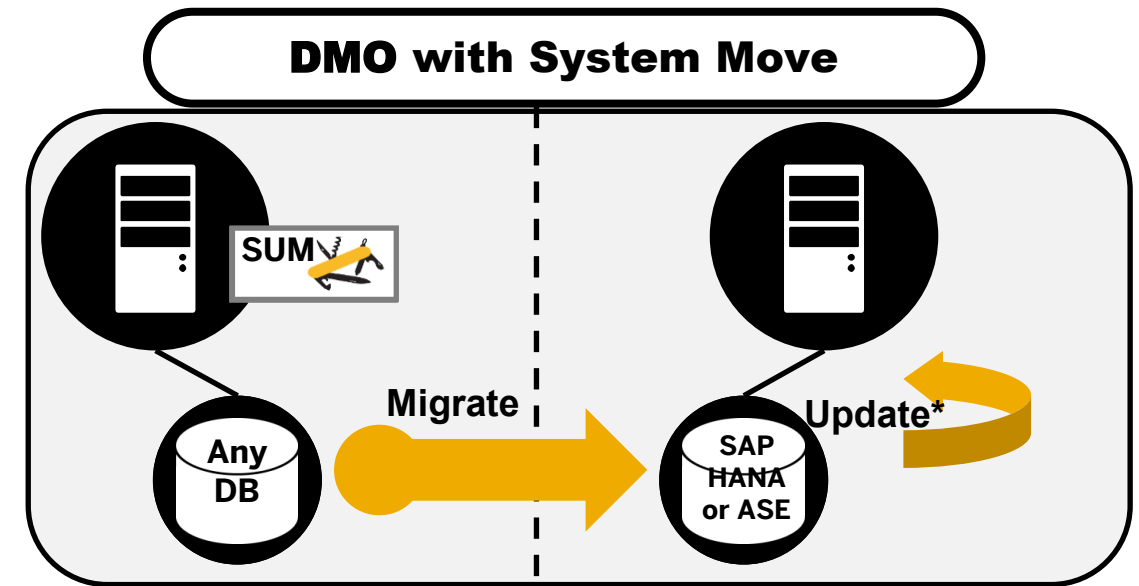 DMO with System Move
SUM
Migrate
Update*
Any
DB
SAP
HANA
or ASE